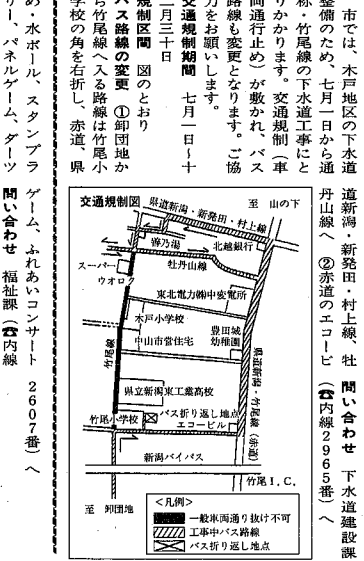 市では、木戸地区の下水道
整備のため、七月一日から通
称・竹尾線の下水道工事にと
りかかります。交通規制（車
両通行止め）が敷かれ、バス
路線も変更となります。ご協
力をお願いします。
交通規制期間　七月一日〜十
二月三十日
規制区間　図のとおり
バス路線の変更　①卸団地か
ら竹尾線へ入る路線は竹尾小
学校の角を右折し、赤道、県
道新潟・新発田・村上線、牡
丹山線へ　②赤道のエコービ
問い合わせ　下水道建設課
（☎内線2965番）へ
交通規制図
至　山の下
県道新潟・新発田・村上線
北越銀行
スーパー
ウオロク
牡丹山線
東北電力㈱中変電所
木戸小学校
中山市営住宅
豊田城
幼稚園
竹尾線
県道新潟・竹尾線（赤道）
県立新潟東工業高校
竹尾小学校
バス折り返し地点
エコービル
新潟バイパス
竹尾I.C.
至　卸団地
＜凡例＞
一般車両通り抜け不可
工事中バス路線
バス折り返し地点
め・水ボール、スタンプラ
リー、パネルゲーム、ダーツ
ゲーム、ふれあいコンサート
問い合わせ　福祉課（☎内線
2607番）へ